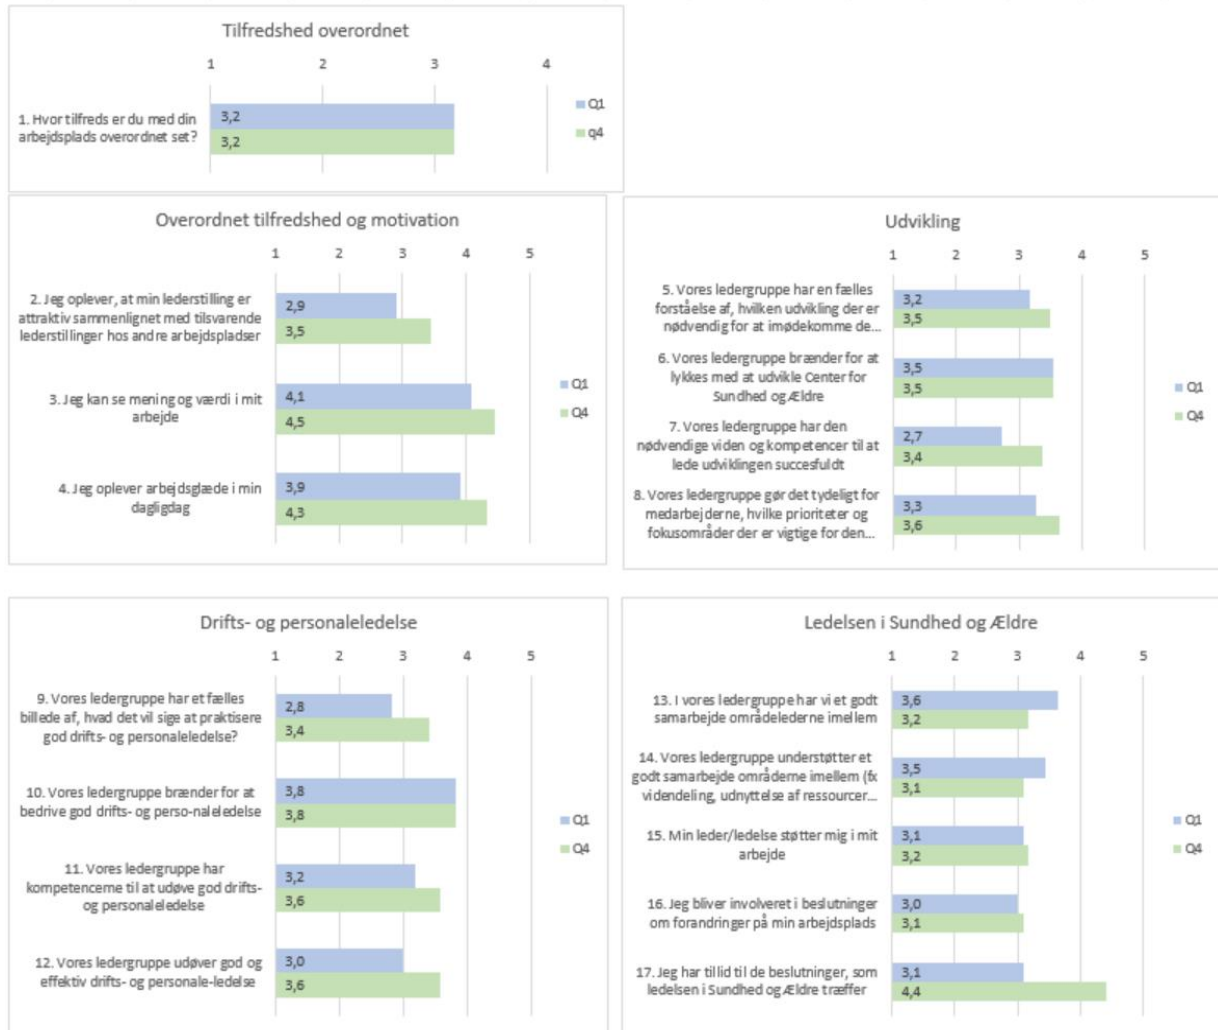 Tilfredshed overordnet
1 2 3 4
1. Hvor tilfreds er du med din
arbejdsplads overordnet set?
3,2
3,2
Q1
q4
Overordnet tilfredshed og motivation
1 2 3 4 5
2. Jeg oplever, at min lederstilling er
attraktiv sammenlignet med tilsvarende
lederstillinger hos andre arbejdspladser
2,9
3,5
3. Jeg kan se mening og værdi i mit
arbejde
4,1
4,5
4. Jeg oplever arbejdsglæde i min
dagligdag
3,9
4,3
Q1
Q4
Udvikling
1 2 3 4 5
5. Vores ledergruppe har en fælles
forståelse af, hvilken udvikling der er
nødvendig for at imødekomme de...
3,2
3,5
6. Vores ledergruppe brænder for at
lykkes med at udvikle Center for
Sundhed og Ældre
3,5
3,5
7. Vores ledergruppe har den
nødvendige viden og kompetencer til at
lede udviklingen succesfuldt
2,7
3,4
8. Vores ledergruppe gør det tydeligt for
medarbejderne, hvilke prioriteter og
fokusområder der er vigtige for den...
3,3
3,6
Q1
Q4
Drifts- og personaleledelse
1 2 3 4 5
9. Vores ledergruppe har et fælles
billede af, hvad det vil sige at praktisere
god drifts- og personaleledelse?
2,8
3,4
10. Vores ledergruppe brænder for at
bedrive god drifts- og perso-naleledelse
3,8
3,8
11. Vores ledergruppe har
kompetencerne til at udøve god drifts-
og personaleledelse
3,2
3,6
12. Vores ledergruppe udøver god og
effektiv drifts- og personale-ledelse
3,0
3,6
Q1
Q4
Ledelsen i Sundhed og Ældre
1 2 3 4 5
13. I vores ledergruppe har vi et godt
samarbejde områdelederne imellem
3,6
3,2
14. Vores ledergruppe understøtter et
godt samarbejde områderne imellem (fx
videndeling, udnyttelse af ressourcer...
3,5
3,1
15. Min leder/ledelse støtter mig i mit
arbejde
3,1
3,2
16. Jeg bliver involveret i beslutninger
om forandringer på min arbejdsplads
3,0
3,1
17. Jeg har tillid til de beslutninger, som
ledelsen i Sundhed og Ældre træffer
3,1
4,4
Q1
Q4